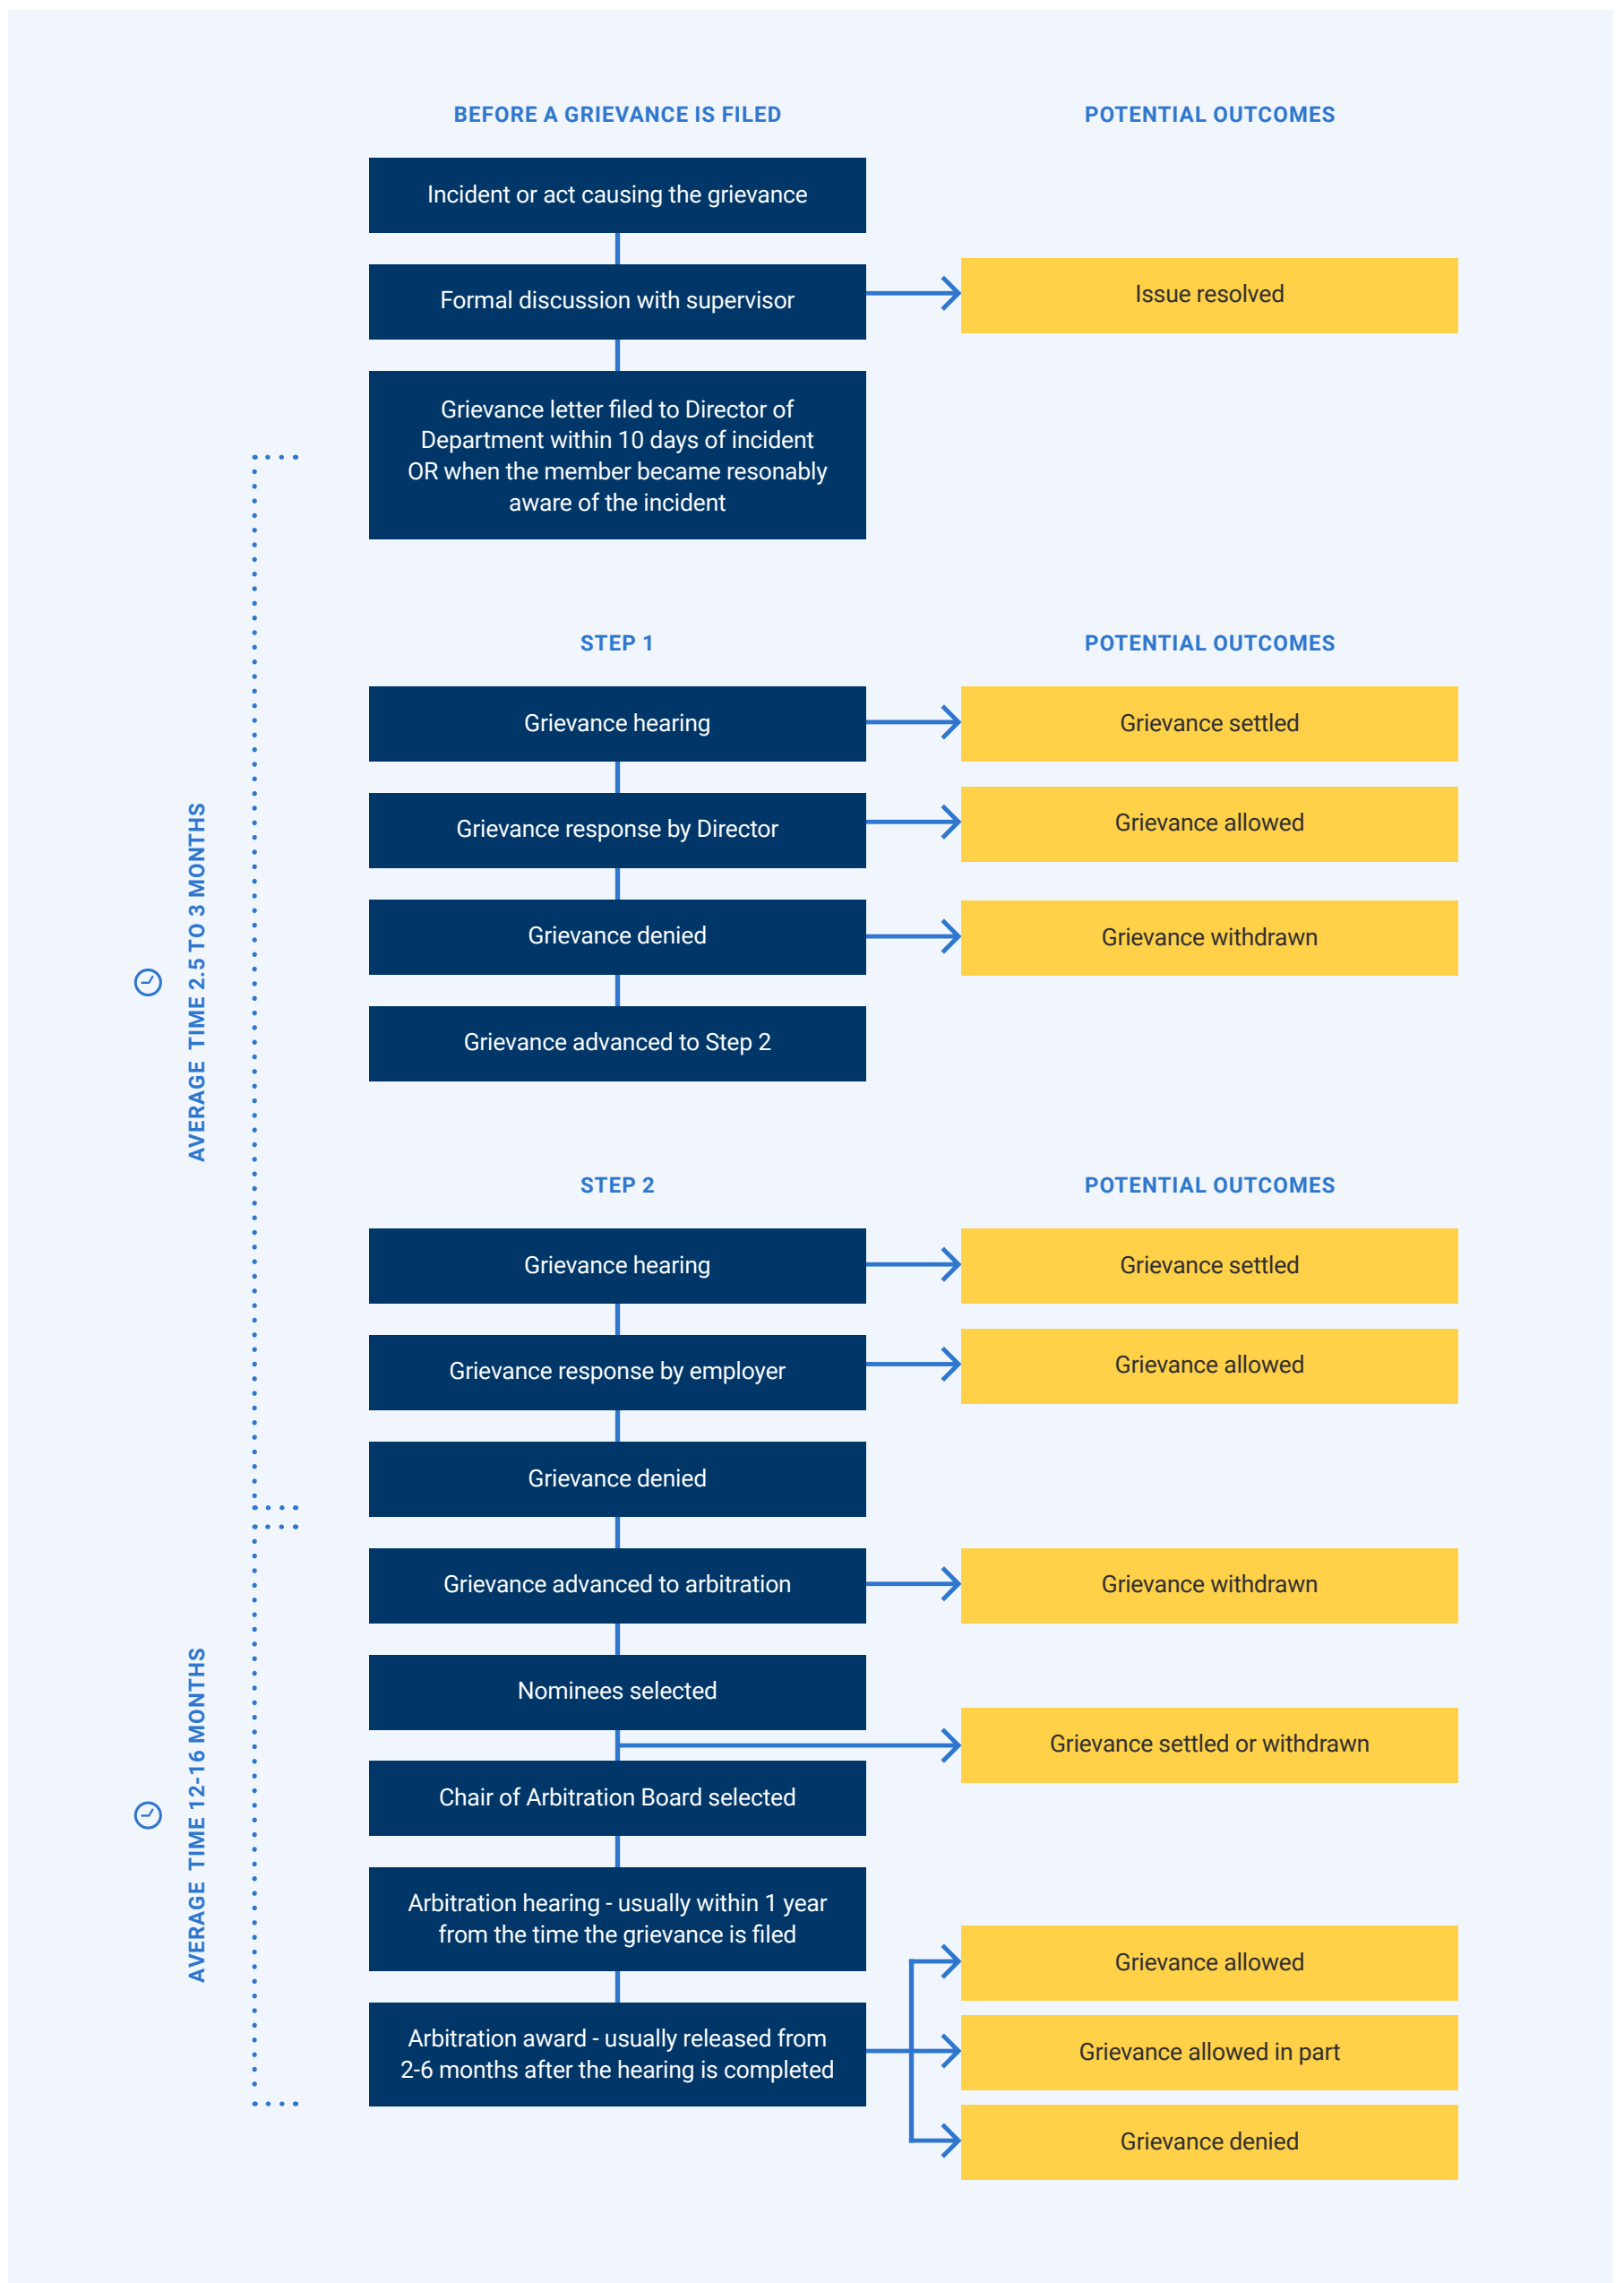 BEFORE A GRIEVANCE IS FILED
POTENTIAL OUTCOMES
Incident or act causing the grievance
Formal discussion with supervisor
Issue resolved
Grievance letter filed to Director of
Department within 10 days of incident
OR when the member became resonably
aware of the incident
AVERAGE TIME 2.5 TO 3 MONTHS
STEP 1
POTENTIAL OUTCOMES
Grievance hearing
Grievance settled
Grievance response by Director
Grievance allowed
Grievance denied
Grievance withdrawn
Grievance advanced to Step 2
STEP 2
POTENTIAL OUTCOMES
Grievance hearing
Grievance settled
Grievance response by employer
Grievance allowed
Grievance denied
AVERAGE TIME 12-16 MONTHS
Grievance advanced to arbitration
Grievance withdrawn
Nominees selected
Grievance settled or withdrawn
Chair of Arbitration Board selected
Arbitration hearing - usually within 1 year
from the time the grievance is filed
Arbitration award - usually released from
2-6 months after the hearing is completed
Grievance allowed
Grievance allowed in part
Grievance denied